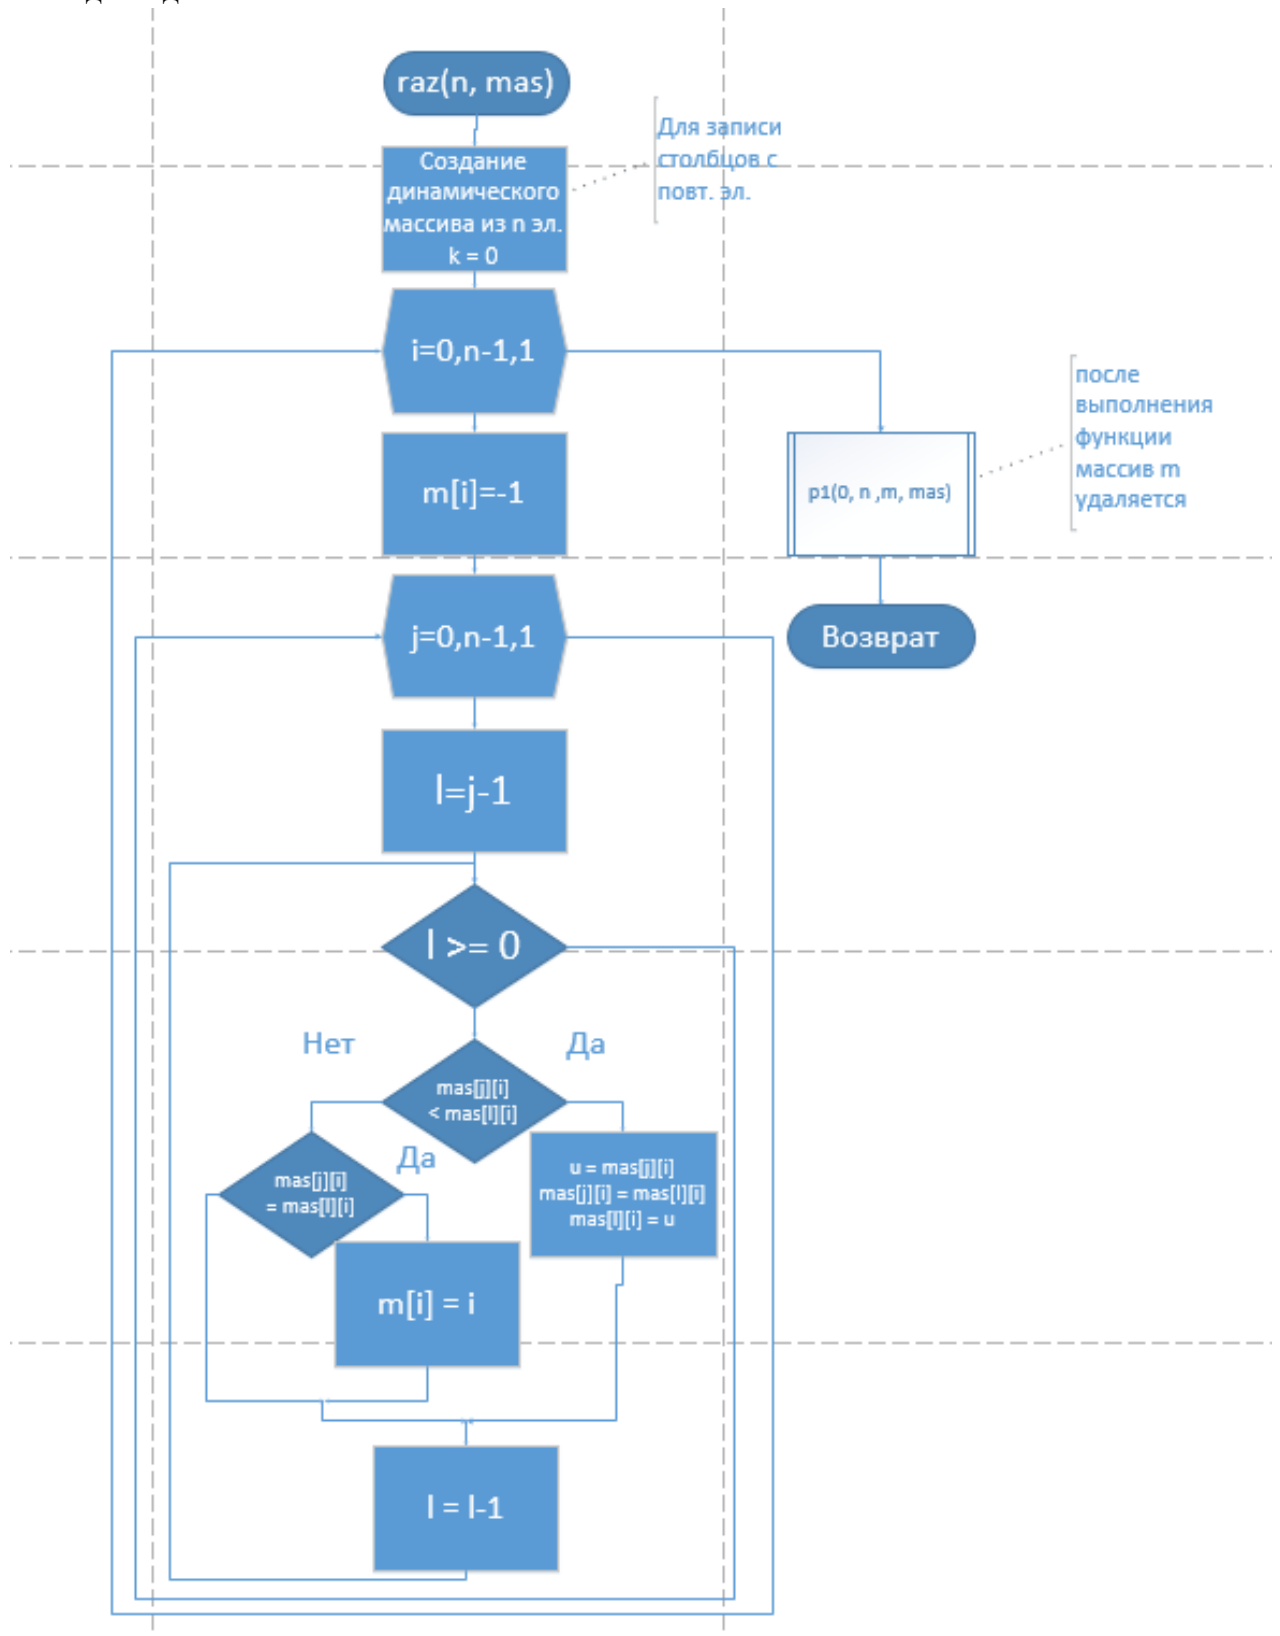 raz(n, mas)
Для записи
столбцов с
повт. эл.
Создание
динамического
массива из n эл.
k = 0
i=0,n-1,1
после
выполнения
функции
массив m
удаляется
m[i]=-1
p1(0, n ,m, mas)
j=0,n-1,1
Возврат
l=j-1
l >= 0
Нет
Да
mas[j][i]
< mas[l][i]
Да
mas[j][i]
= mas[l][i]
u = mas[j][i]
mas[j][i] = mas[l][i]
mas[l][i] = u
m[i] = i
l = l-1